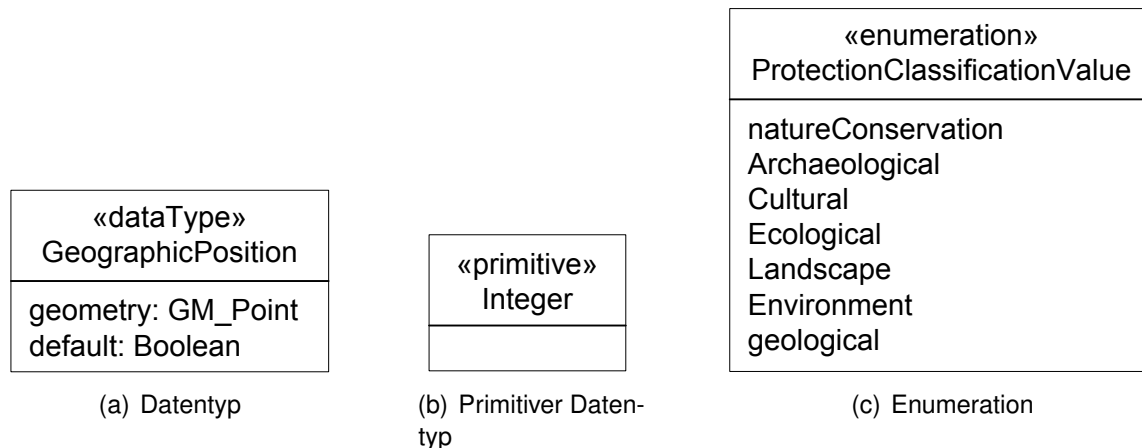 «dataType»
GeographicPosition
geometry: GM_Point
default: Boolean
(a) Datentyp
«primitive»
Integer
(b) Primitiver Daten-
typ
«enumeration»
ProtectionClassificationValue
natureConservation
Archaeological
Cultural
Ecological
Landscape
Environment
geological
(c) Enumeration